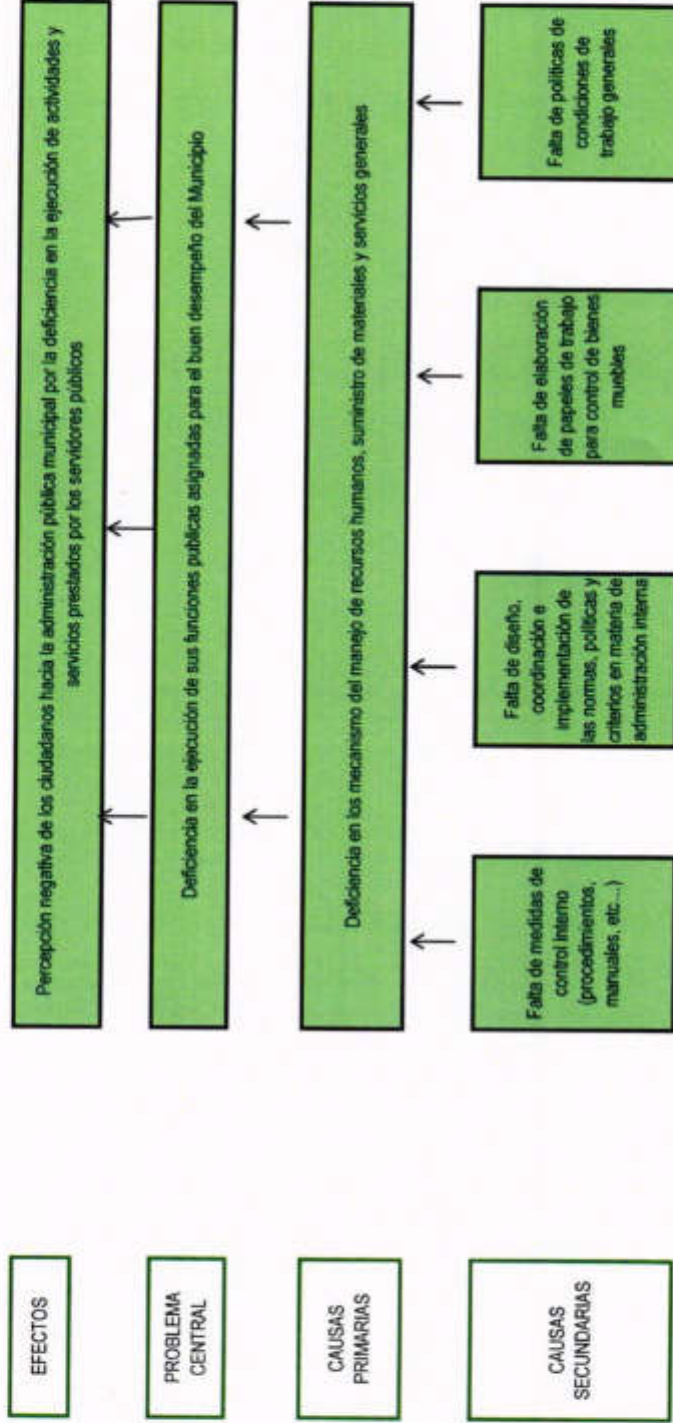 EFECTOS
Percepción negativa de los ciudadanos hacia la administración pública municipal por la deficiencia en la ejecución de actividades y
servicios prestados por los servidores públicos
PROBLEMA
CENTRAL
Deficiencia en la ejecución de sus funciones publicas asignadas para el buen desempeño del Municipio
CAUSAS
PRIMARIAS
Deficiencia en los mecanismo del manejo de recursos humanos, suministro de materiales y servicios generales
CAUSAS
SECUNDARIAS
Falta de medidas de
control interno
(procedimientos,
manuales, etc...)
Falta de diseño,
coordinación e
implementación de
las normas, políticas y
criterios en materia de
administración interna
Falta de elaboración
de papeles de trabajo
para control de bienes
muebles
Falta de políticas de
condiciones de
trabajo generales